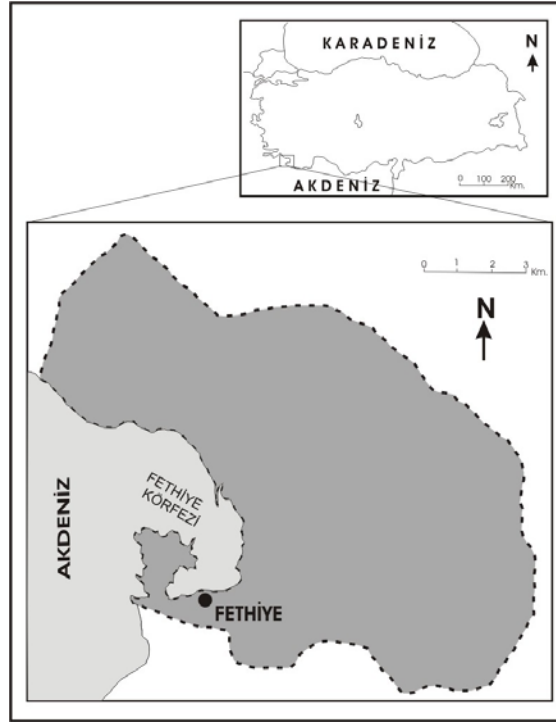 KARADENİZ
N
AKDENİZ
0 100 200
Km.
0 1 2 3 Km.
N
AKDENİZ
FETHİYE
KÖRFEZİ
FETHİYE